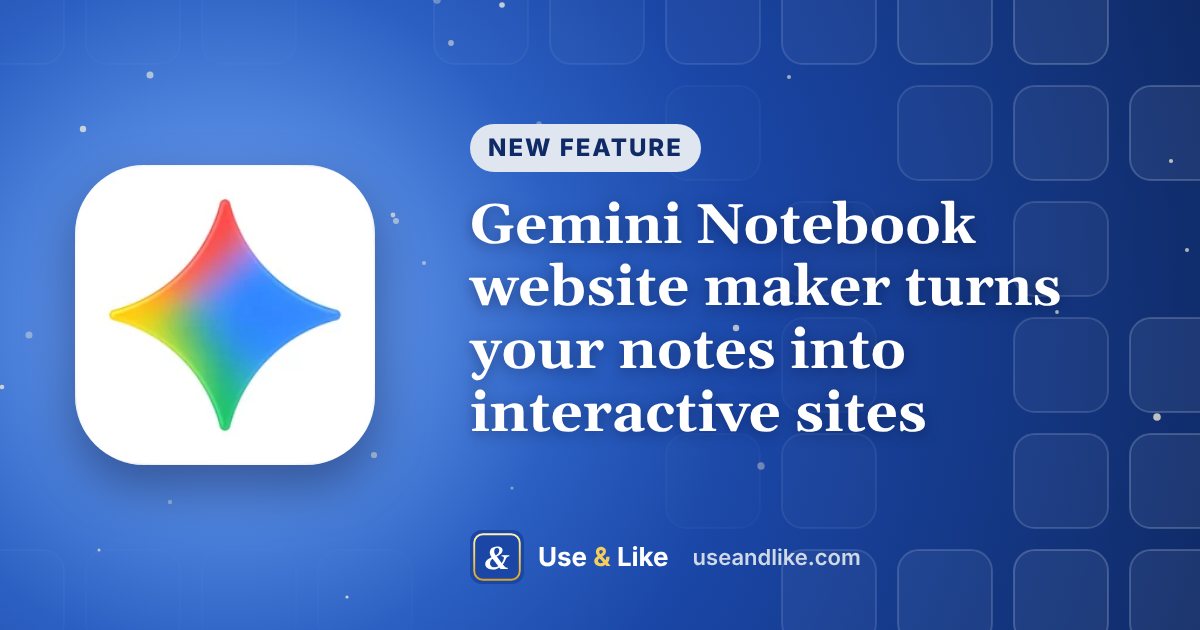 NEW FEATURE
Gemini Notebook
website maker turns
your notes into
interactive sites
& Use & Like useandlike.com